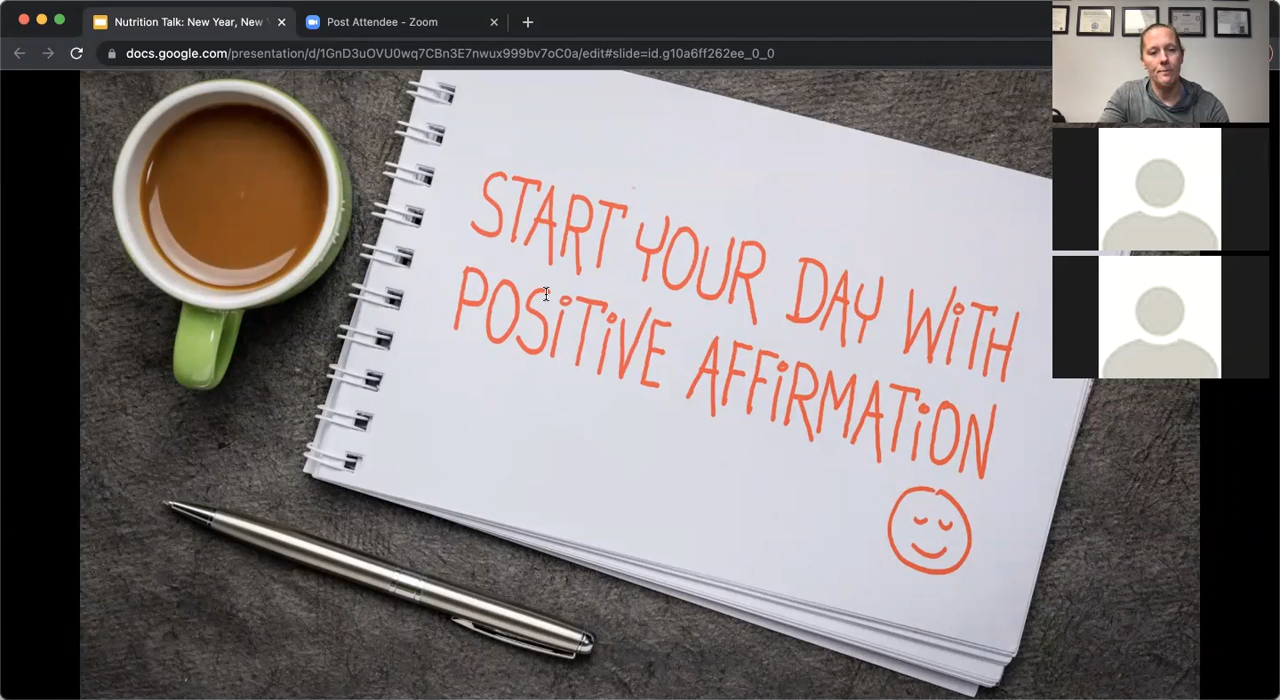 Nutrition Talk: New Year, New
Post Attendee - Zoom
docs.google.com/presentation/d/1GnD3uOVU0wq7CBn3E7nwux999bv7oC0a/edit#slide=id.g10a6ff262ee_0_0
START YOUR DAY WiTH
POSiTiVE AFFiRMATiON